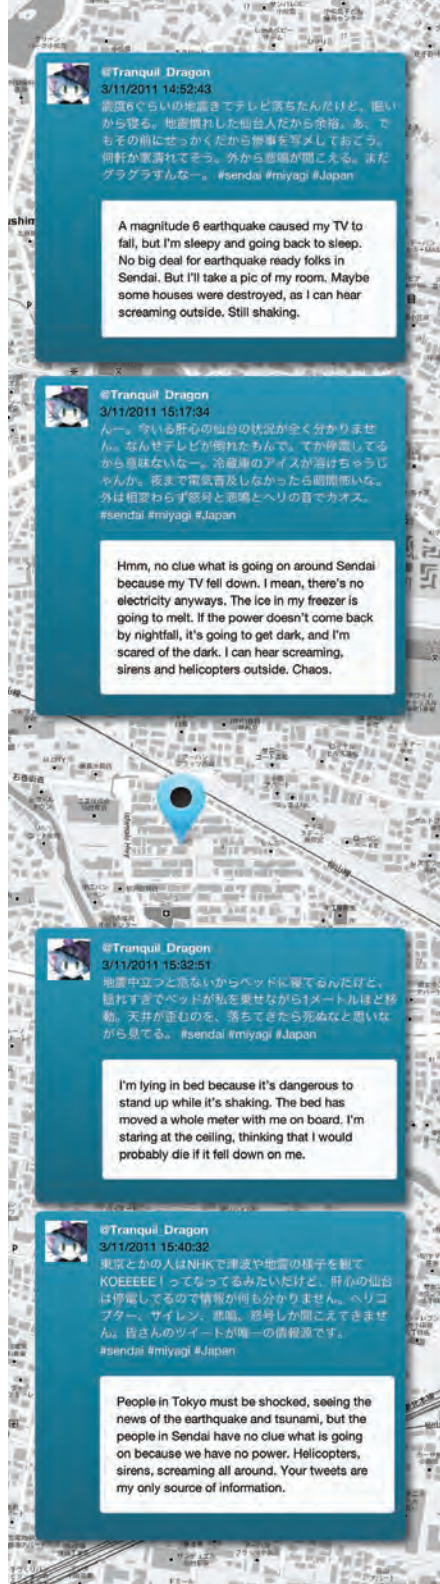 @Tranquil_Dragon
3/11/2011 14:52:43
震度6ぐらいの地震きてテレビ落ちたんだけど、眠い
から寝る。地震慣れした仙台人だから余裕。あ、で
もその前にせっかくだから惨事を写メしておこう。
何軒か家潰れてそう。外から悲鳴が聞こえる。まだ
グラグラすんなー。 #sendai #miyagi #Japan
A magnitude 6 earthquake caused my TV to
fall, but I'm sleepy and going back to sleep.
No big deal for earthquake ready folks in
Sendai. But I'll take a pic of my room. Maybe
some houses were destroyed, as I can hear
screaming outside. Still shaking.
@Tranquil_Dragon
3/11/2011 15:17:34
んー。今いる肝心の仙台の状況が全く分かりませ
ん。なんせテレビが倒れたもんで。てか停電してる
から意味ないなー。冷蔵庫のアイスが溶けちゃうじ
ゃんか。夜まで電気普及しなかったら暗闇怖いな。
外は相変わらず怒号と悲鳴とヘリの音でカオス。
#sendai #miyagi #Japan
Hmm, no clue what is going on around Sendai
because my TV fell down. I mean, there's no
electricity anyways. The ice in my freezer is
going to melt. If the power doesn't come back
by nightfall, it's going to get dark, and I'm
scared of the dark. I can hear screaming,
sirens and helicopters outside. Chaos.
@Tranquil_Dragon
3/11/2011 15:32:51
地震中立つと危ないからベッドに寝てるんだけど、
揺れすぎでベッドが私を乗せながら1メートルほど移
動。天井が歪むのを、落ちてきたら死ぬなと思いな
がら見てる。 #sendai #miyagi #Japan
I'm lying in bed because it's dangerous to
stand up while it's shaking. The bed has
moved a whole meter with me on board. I'm
staring at the ceiling, thinking that I would
probably die if it fell down on me.
@Tranquil_Dragon
3/11/2011 15:40:32
東京とかの人はNHKで津波や地震の様子を観て
KOEEEEE！ってなってるみたいだけど、肝心の仙台
は停電してるので情報が何も分かりません。ヘリコ
プター、サイレン、悲鳴、怒号しか聞こえてきませ
ん。皆さんのツイートが唯一の情報源です。
#sendai #miyagi #Japan
People in Tokyo must be shocked, seeing the
news of the earthquake and tsunami, but the
people in Sendai have no clue what is going
on because we have no power. Helicopters,
sirens, screaming all around. Your tweets are
my only source of information.